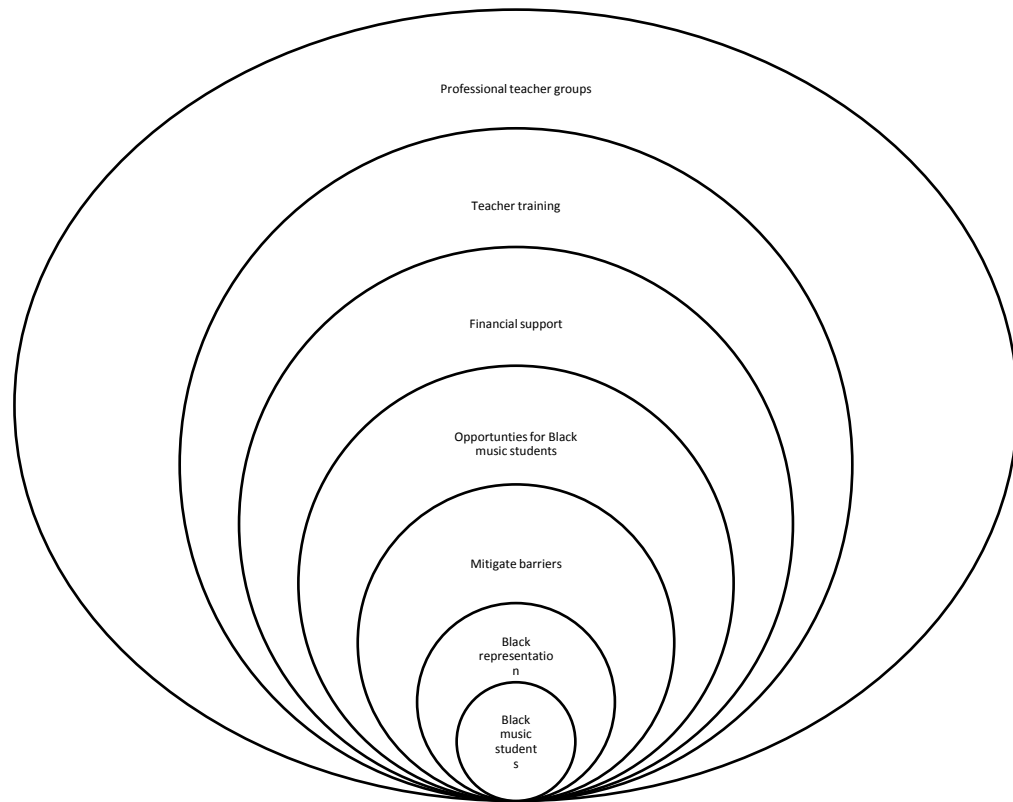 Professional teacher groups
Teacher training
Financial support
Opportunties for Black
music students
Mitigate barriers
Black
representatio
n
Black
music
student
s